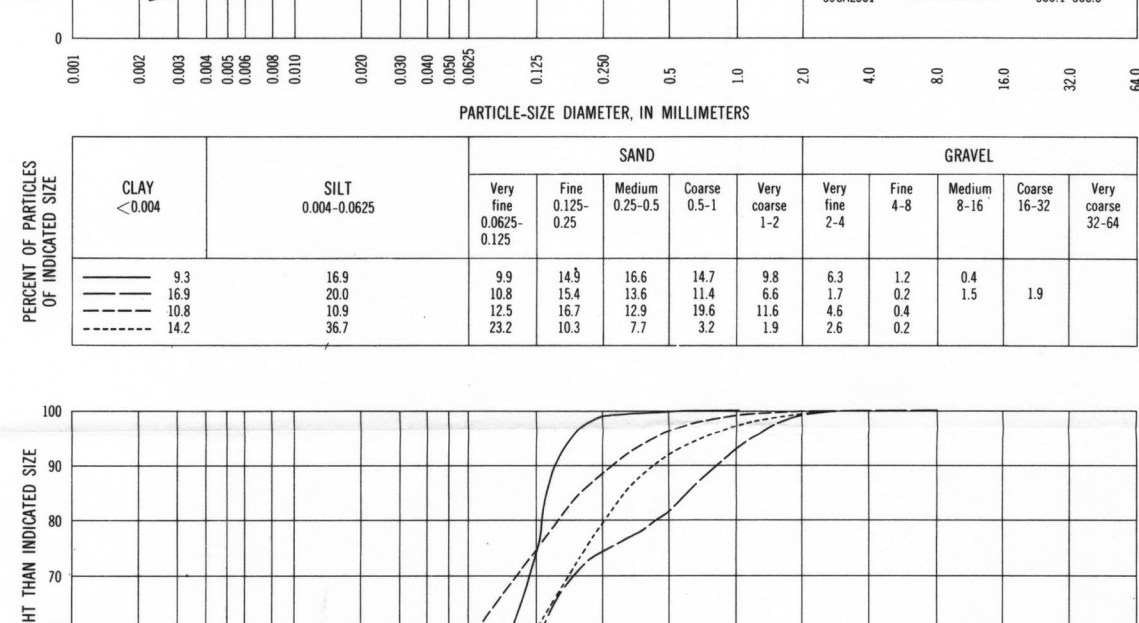 0
0.001 0.002 0.003 0.004 0.005 0.006 0.008 0.010 0.020 0.030 0.040 0.050 0.0625 0.125 0.250 0.5 1.0 2.0 4.0 8.0 16.0 32.0 64.0
PARTICLE-SIZE DIAMETER, IN MILLIMETERS
PERCENT OF PARTICLES
OF INDICATED SIZE
SAND GRAVEL
CLAY
<0.004
SILT
0.004-0.0625
Very
fine
0.0625-
0.125
Fine
0.125-
0.25
Medium
0.25-0.5
Coarse
0.5-1
Very
coarse
1-2
Very
fine
2-4
Fine
4-8
Medium
8-16
Coarse
16-32
Very
coarse
32-64
9.3 16.9 9.9 14.9 16.6 14.7 9.8 6.3 1.2 0.4
16.9 20.0 10.8 15.4 13.6 11.4 6.6 1.7 0.2 1.5 1.9
10.8 10.9 12.5 16.7 12.9 19.6 11.6 4.6 0.4
14.2 36.7 23.2 10.3 7.7 3.2 1.9 2.6 0.2
HT THAN INDICATED SIZE
100
90
80
70